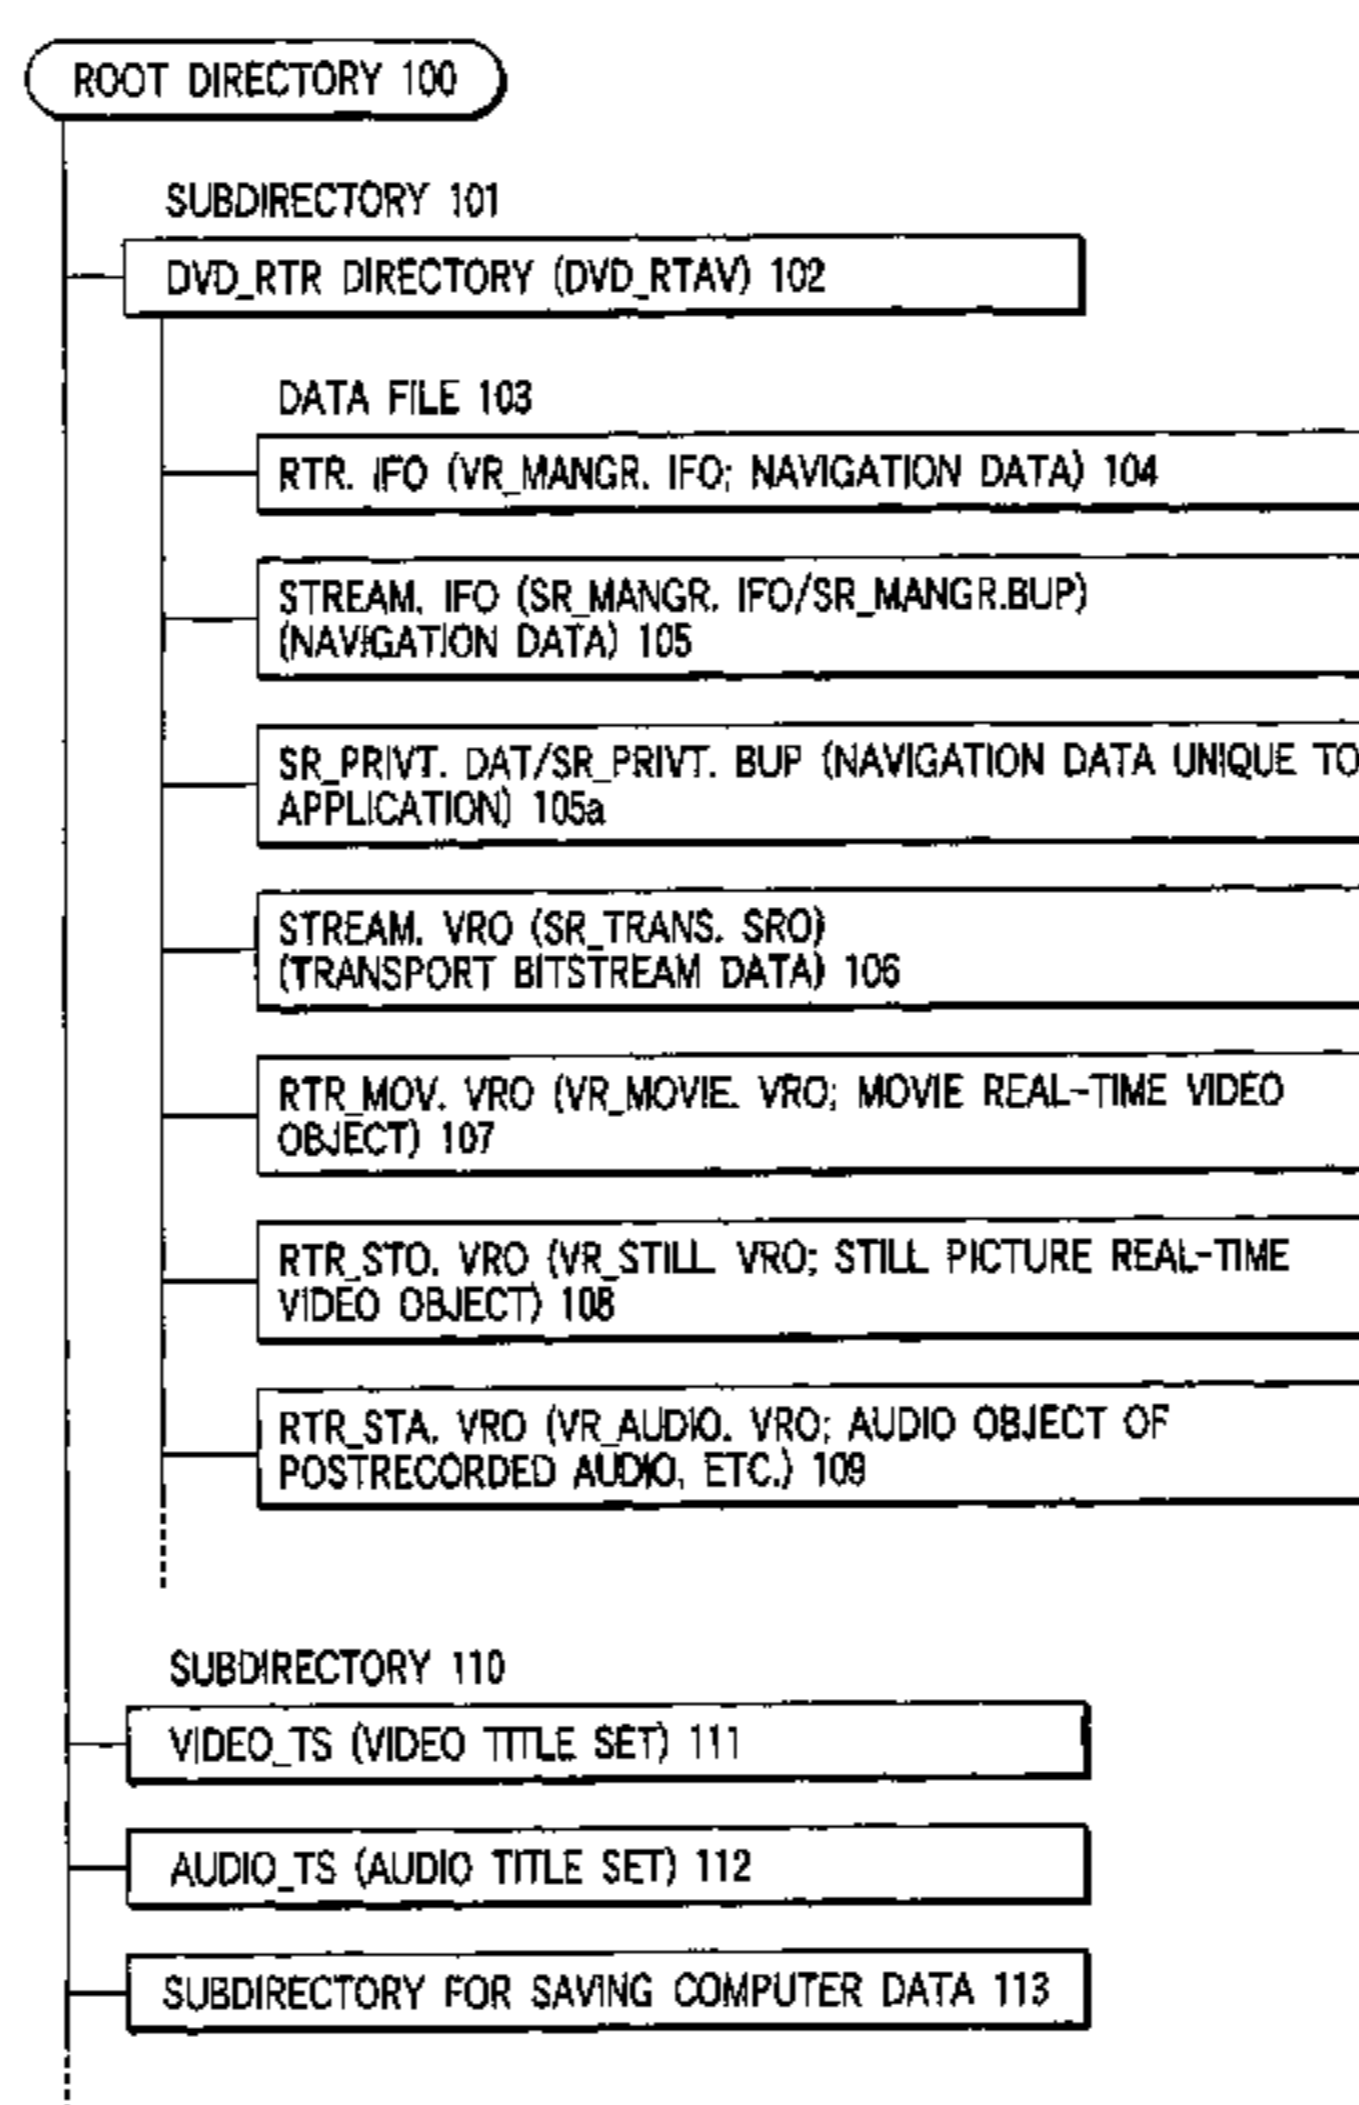 ROOT DIRECTORY 100
SUBDIRECTORY 101
DVD_RTR DIRECTORY (DVD_RTAV) 102
DATA FILE 103
RTR. IFO (VR_MANGR. IFO; NAVIGATION DATA) 104
STREAM. IFO (SR_MANGR. IFO/SR_MANGR.BUP)
(NAVIGATION DATA) 105
SR_PRIVT. DAT/SR_PRIVT. BUP (NAVIGATION DATA UNIQUE TO
APPLICATION) 105a
STREAM. VRO (SR_TRANS. SRO)
(TRANSPORT BITSTREAM DATA) 106
RTR_MOV. VRO (VR_MOVIE. VRO; MOVIE REAL-TIME VIDEO
OBJECT) 107
RTR_STO. VRO (VR_STILL. VRO; STILL PICTURE REAL-TIME
VIDEO OBJECT) 108
RTR_STA. VRO (VR_AUDIO. VRO; AUDIO OBJECT OF
POSTRECORDED AUDIO, ETC.) 109
SUBDIRECTORY 110
VIDEO_TS (VIDEO TITLE SET) 111
AUDIO_TS (AUDIO TITLE SET) 112
SUBDIRECTORY FOR SAVING COMPUTER DATA 113